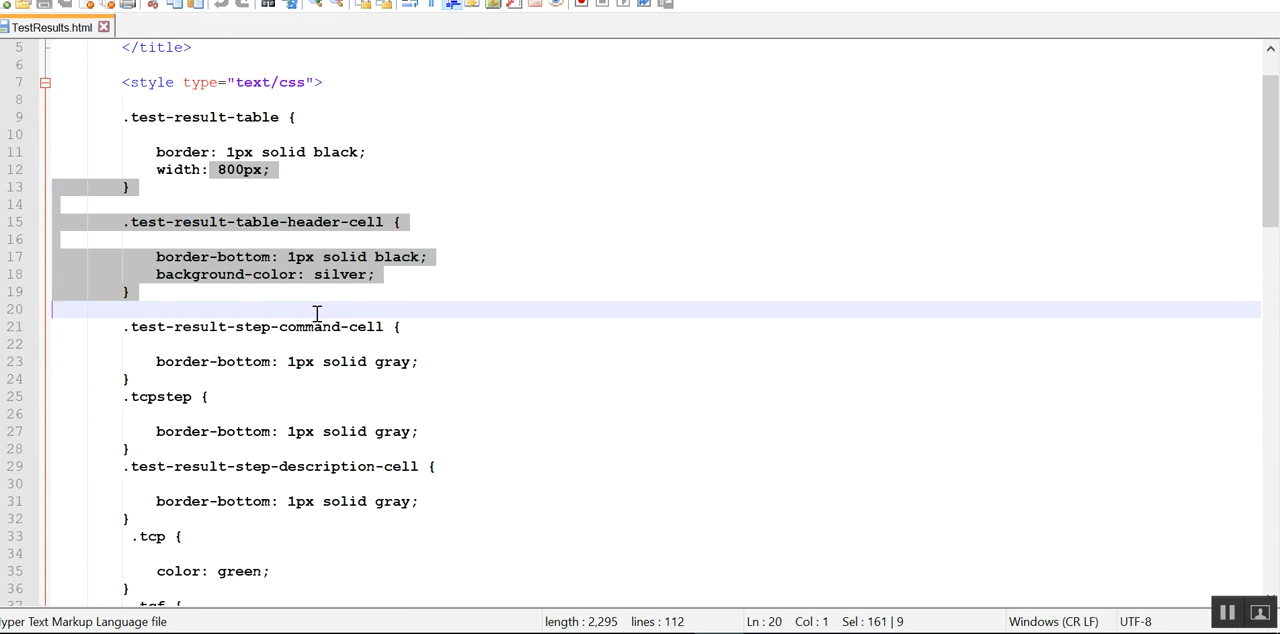 TestResults.html
5 </title>
6
7 <style type="text/css">
8
9 .test-result-table {
10
11 border: 1px solid black;
12 width: 800px;
13 }
14
15 .test-result-table-header-cell {
16
17 border-bottom: 1px solid black;
18 background-color: silver;
19 }
20
21 .test-result-step-command-cell {
22
23 border-bottom: 1px solid gray;
24 }
25 .tcpstep {
26
27 border-bottom: 1px solid gray;
28 }
29 .test-result-step-description-cell {
30
31 border-bottom: 1px solid gray;
32 }
33 .tcp {
34
35 color: green;
36 }
37 .tcf {
yper Text Markup Language file length : 2,295 lines : 112 Ln : 20 Col : 1 Sel : 161 | 9 Windows (CR LF) UTF-8